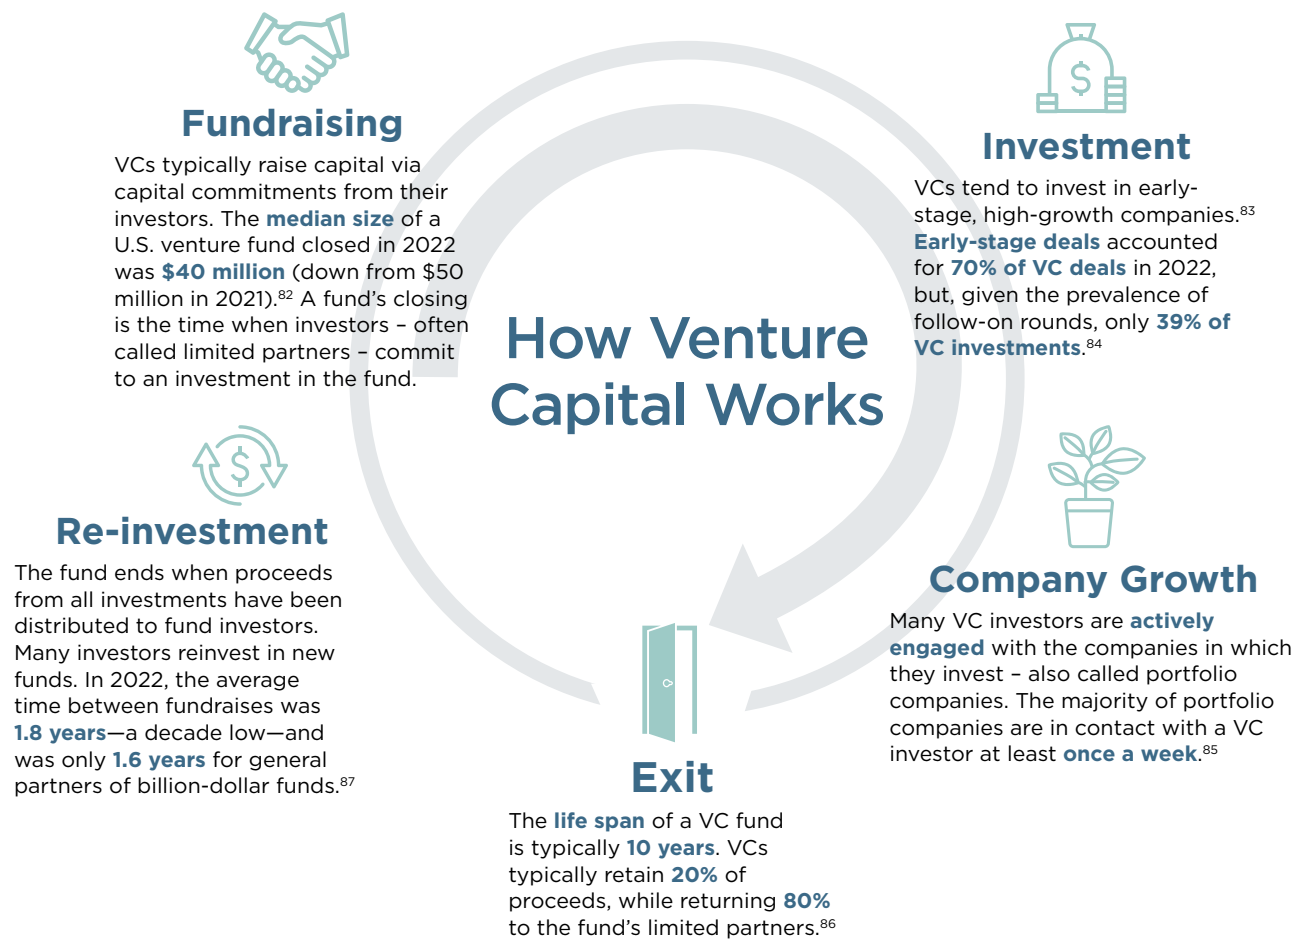 Fundraising
VCs typically raise capital via
capital commitments from their
investors. The median size of a
U.S. venture fund closed in 2022
was $40 million (down from $50
million in 2021).82 A fund’s closing
is the time when investors – often
called limited partners – commit
to an investment in the fund.
Investment
VCs tend to invest in early-
stage, high-growth companies.83
Early-stage deals accounted
for 70% of VC deals in 2022,
but, given the prevalence of
follow-on rounds, only 39% of
VC investments.84
How Venture
Capital Works
Re-investment
The fund ends when proceeds
from all investments have been
distributed to fund investors.
Many investors reinvest in new
funds. In 2022, the average
time between fundraises was
1.8 years—a decade low—and
was only 1.6 years for general
partners of billion-dollar funds.87
Company Growth
Many VC investors are actively
engaged with the companies in which
they invest – also called portfolio
companies. The majority of portfolio
companies are in contact with a VC
investor at least once a week.85
Exit
The life span of a VC fund
is typically 10 years. VCs
typically retain 20% of
proceeds, while returning 80%
to the fund’s limited partners.86
$
$